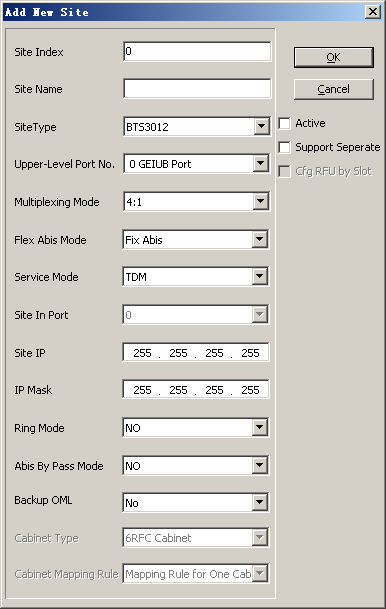 Add New Site
Site Index 0
OK
Site Name
Cancel
SiteType BTS3012
Active
Support Seperate
Upper-Level Port No. 0 GEIUB Port
Cfg RFU by Slot
Multiplexing Mode 4:1
Flex Abis Mode Fix Abis
Service Mode TDM
Site In Port 0
Site IP 255 . 255 . 255 . 255
IP Mask 255 . 255 . 255 . 255
Ring Mode NO
Abis By Pass Mode NO
Backup OML No
Cabinet Type 6RFC Cabinet
Cabinet Mapping Rule Mapping Rule for One Cab